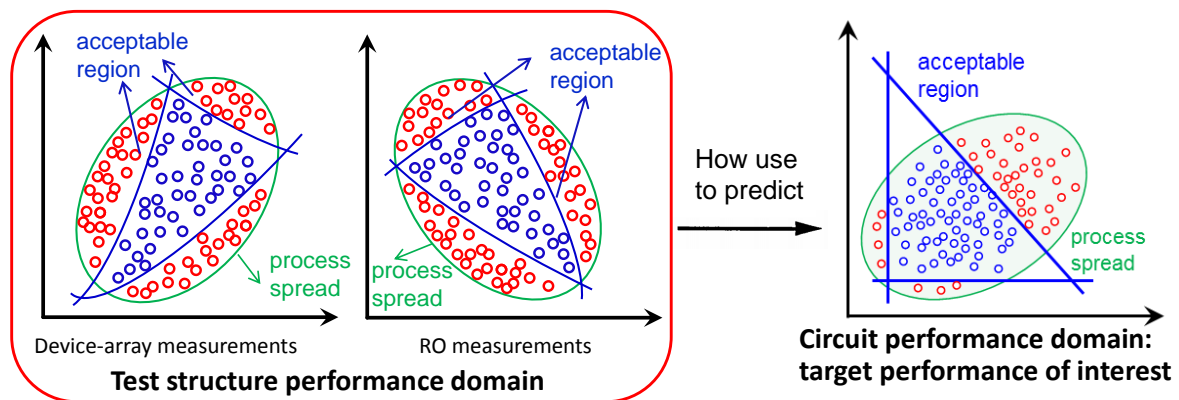 acceptable
region
process
spread
Device-array measurements
acceptable
region
process
spread
RO measurements
Test structure performance domain
How use
to predict
acceptable
region
process
spread
Circuit performance domain:
target performance of interest